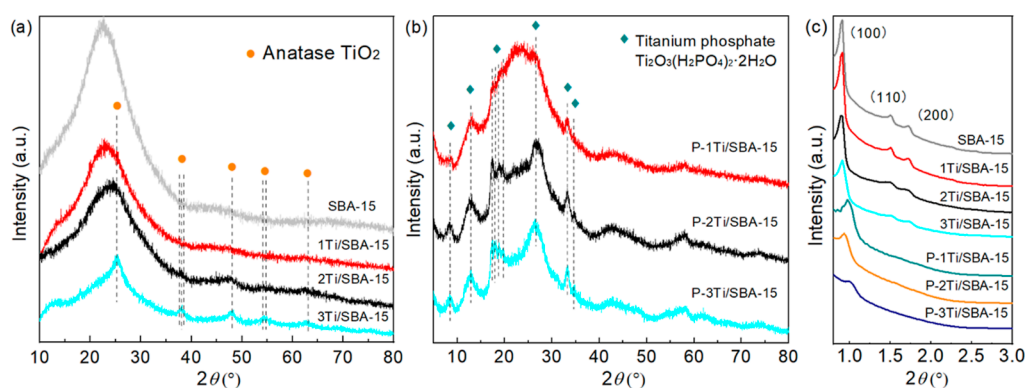 (a)
Anatase TiO₂
SBA-15
1Ti/SBA-15
2Ti/SBA-15
3Ti/SBA-15
Intensity (a.u.)
10 20 30 40 50 60 70 80
2θ(°)
(b)
Titanium phosphate
Ti₂O₃(H₂PO₄)₂·2H₂O
P-1Ti/SBA-15
P-2Ti/SBA-15
P-3Ti/SBA-15
Intensity (a.u.)
10 20 30 40 50 60 70 80
2θ(°)
(c)
(100)
(110)
(200)
SBA-15
1Ti/SBA-15
2Ti/SBA-15
3Ti/SBA-15
P-1Ti/SBA-15
P-2Ti/SBA-15
P-3Ti/SBA-15
Intensity (a.u.)
1.0 1.5 2.0 2.5 3.0
2θ(°)